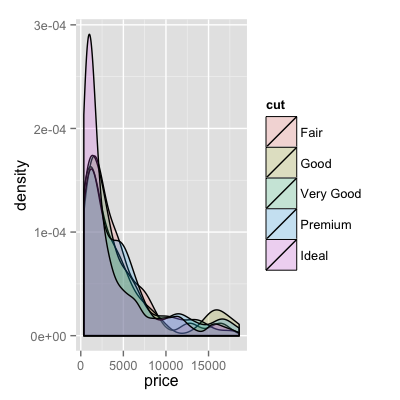 3e-04
2e-04
1e-04
0e+00
density
0
5000
10000
15000
price
cut
Fair
Good
Very Good
Premium
Ideal